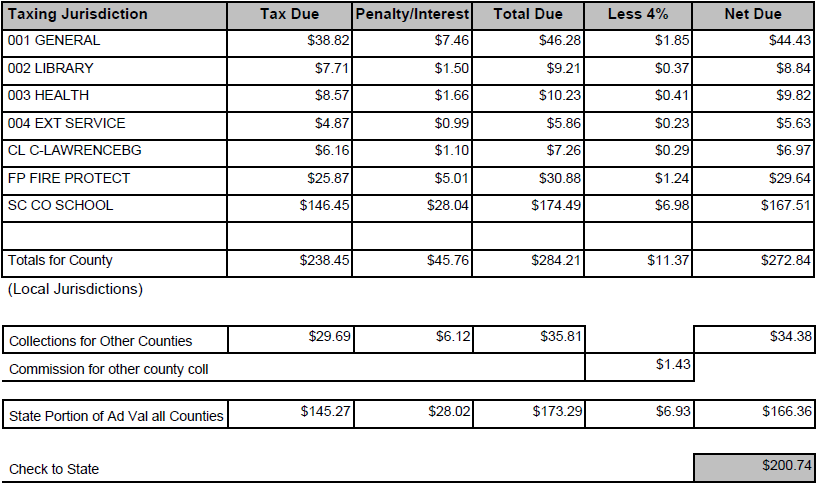 Taxing Jurisdiction Tax Due Penalty/Interest Total Due Less 4% Net Due
001 GENERAL $38.82 $7.46 $46.28 $1.85 $44.43
002 LIBRARY $7.71 $1.50 $9.21 $0.37 $8.84
003 HEALTH $8.57 $1.66 $10.23 $0.41 $9.82
004 EXT SERVICE $4.87 $0.99 $5.86 $0.23 $5.63
CL C-LAWRENCEBG $6.16 $1.10 $7.26 $0.29 $6.97
FP FIRE PROTECT $25.87 $5.01 $30.88 $1.24 $29.64
SC CO SCHOOL $146.45 $28.04 $174.49 $6.98 $167.51
Totals for County $238.45 $45.76 $284.21 $11.37 $272.84
(Local Jurisdictions)
Collections for Other Counties $29.69 $6.12 $35.81 $34.38
Commission for other county coll $1.43
State Portion of Ad Val all Counties $145.27 $28.02 $173.29 $6.93 $166.36
Check to State $200.74